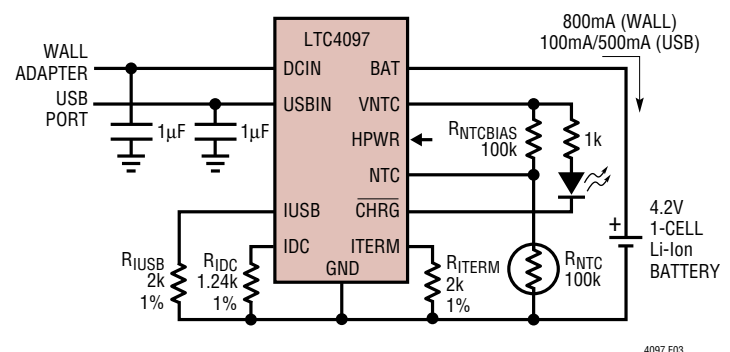 800mA (WALL)
100mA/500mA (USB)
LTC4097
WALL
ADAPTER
DCIN
BAT
USB
PORT
USBIN
VNTC
1µF
1µF
HPWR
RNTCBIAS
100k
1k
NTC
IUSB
CHRG
IDC
ITERM
GND
RIUSB
2k
1%
RIDC
1.24k
1%
RITERM
2k
1%
RNTC
100k
+
4.2V
1-CELL
Li-Ion
BATTERY
4097 F03